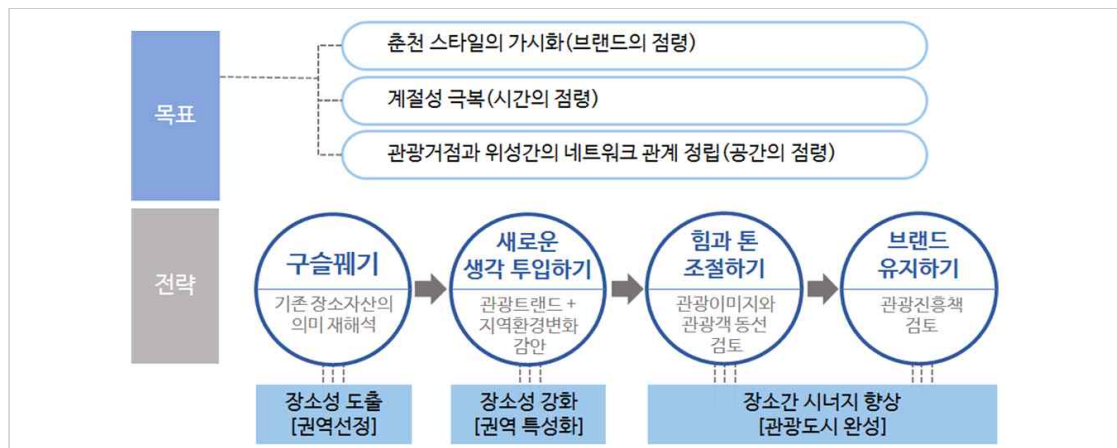 목표
춘천 스타일의 가시화(브랜드의 점령)
계절성 극복(시간의 점령)
관광거점과 위성간의 네트워크 관계 정립(공간의 점령)
전략
구슬꿰기
기존 장소자산의
의미 재해석
새로운
생각 투입하기
관광트랜드 +
지역환경변화
감안
힘과 톤
조절하기
관광이미지와
관광객 동선
검토
브랜드
유지하기
관광진흥책
검토
장소성 도출
[권역선정]
장소성 강화
[권역 특성화]
장소간 시너지 향상
[관광도시 완성]